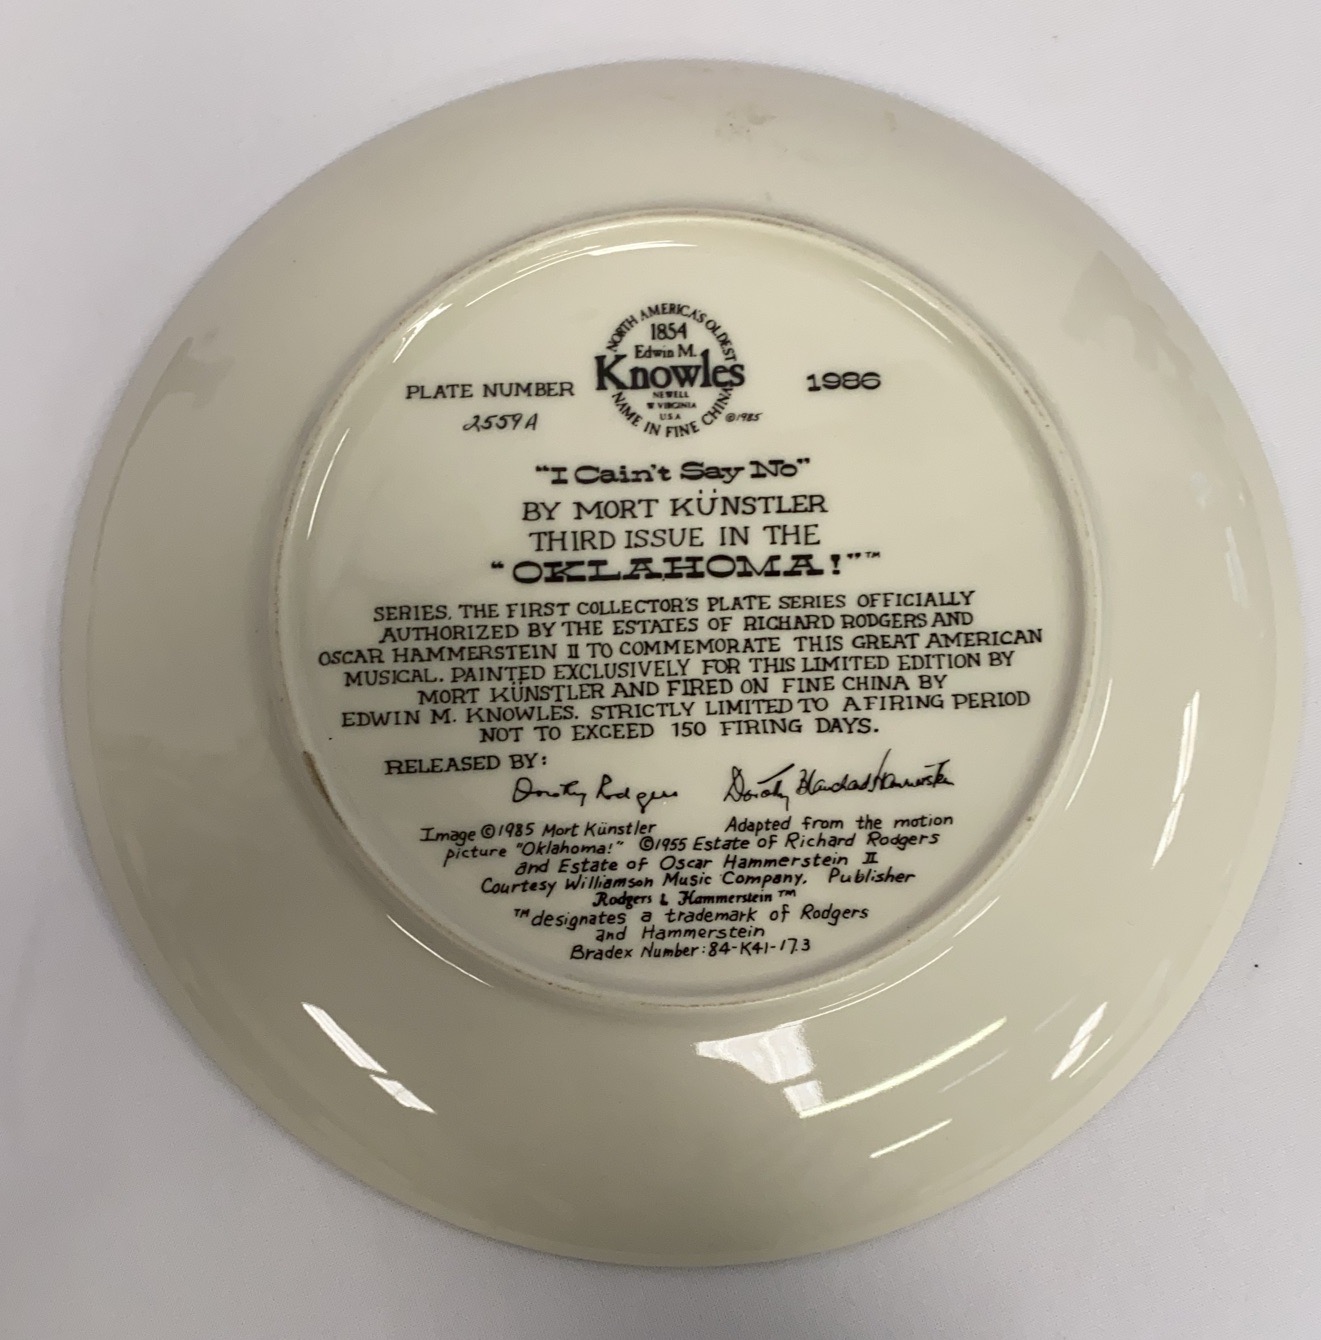 NORTH AMERICA'S OLDEST
1854
Edwin M.
Knowles
NEWELL
W VIRGINIA
U.S.A
NAME IN FINE CHINA
©1985
PLATE NUMBER
2559A
1986
"I Cain't Say No"
BY MORT KÜNSTLER
THIRD ISSUE IN THE
"OKLAHOMA!"™
SERIES, THE FIRST COLLECTOR'S PLATE SERIES OFFICIALLY
AUTHORIZED BY THE ESTATES OF RICHARD RODGERS AND
OSCAR HAMMERSTEIN II TO COMMEMORATE THIS GREAT AMERICAN
MUSICAL. PAINTED EXCLUSIVELY FOR THIS LIMITED EDITION BY
MORT KÜNSTLER AND FIRED ON FINE CHINA BY
EDWIN M. KNOWLES. STRICTLY LIMITED TO A FIRING PERIOD
NOT TO EXCEED 150 FIRING DAYS.
RELEASED BY:
Dorothy Rodgers Dorothy Blanchard Hammerstein
Image ©1985 Mort Künstler Adapted from the motion
picture "Oklahoma!" ©1955 Estate of Richard Rodgers
and Estate of Oscar Hammerstein II
Courtesy Williamson Music Company, Publisher
Rodgers & Hammerstein™
™designates a trademark of Rodgers
and Hammerstein
Bradex Number:84-K41-17.3